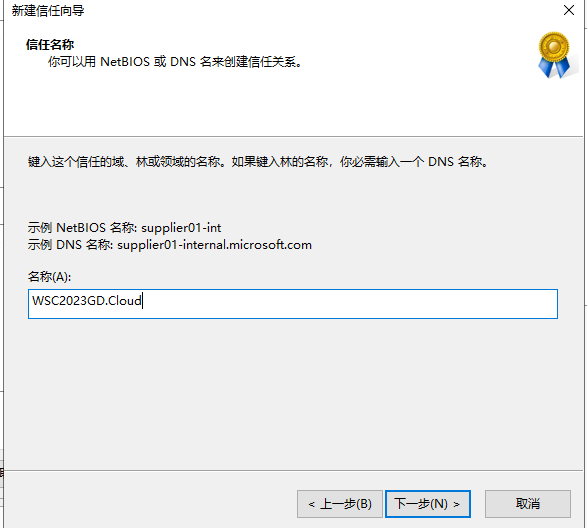 新建信任向导
信任名称
你可以用 NetBIOS 或 DNS 名来创建信任关系。
键入这个信任的域、林或领域的名称。如果键入林的名称，你必需输入一个 DNS 名称。
示例 NetBIOS 名称: supplier01-int
示例 DNS 名称: supplier01-internal.microsoft.com
名称(A):
WSC2023GD.Cloud
< 上一步(B) 下一步(N) > 取消